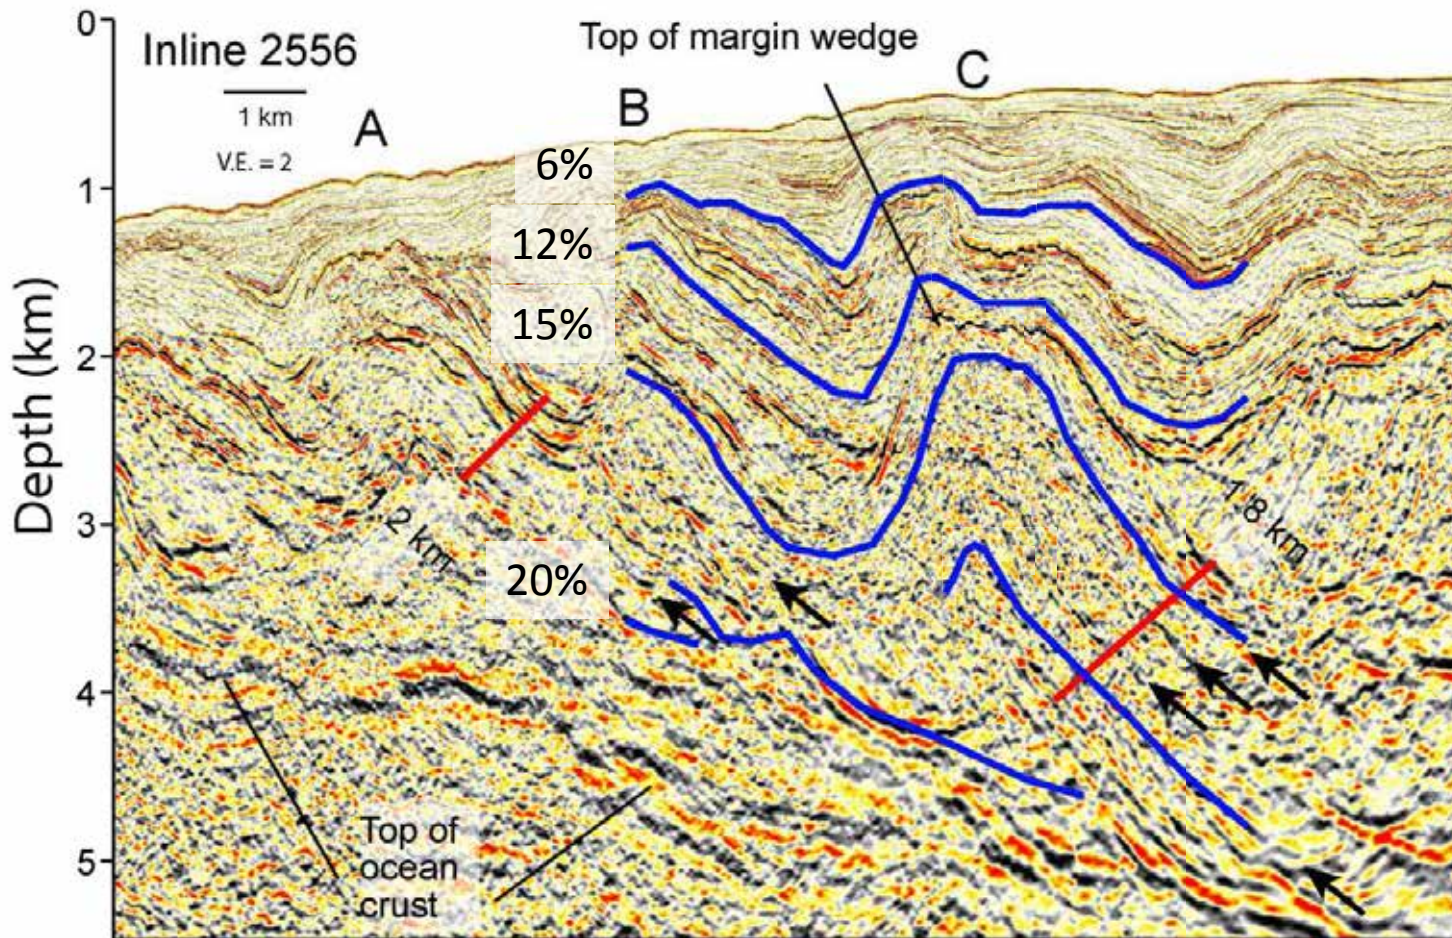 0
Inline 2556
Top of margin wedge
C
1 km
A
B
V.E. = 2
6%
1
12%
15%
2
Depth (km)
1.2 km
1.8 km
3
20%
4
Top of
ocean
crust
5